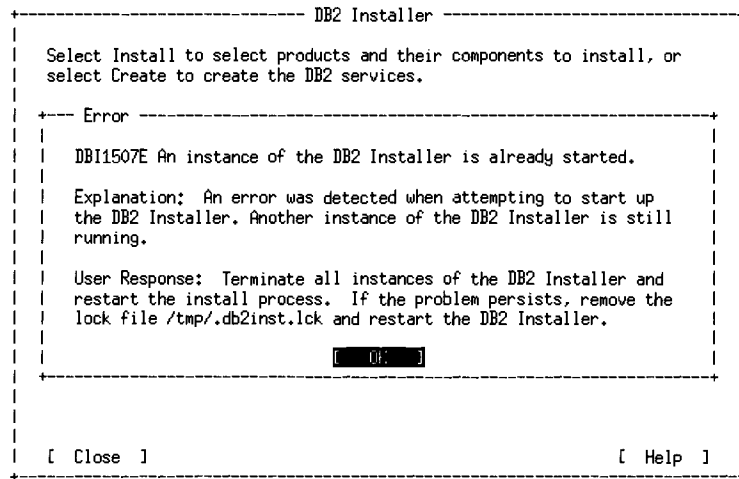 DB2 Installer
Select Install to select products and their components to install, or
select Create to create the DB2 services.
Error
DBI1507E An instance of the DB2 Installer is already started.
Explanation: An error was detected when attempting to start up
the DB2 Installer. Another instance of the DB2 Installer is still
running.
User Response: Terminate all instances of the DB2 Installer and
restart the install process. If the problem persists, remove the
lock file /tmp/.db2inst.lck and restart the DB2 Installer.
[ OK ]
[ Close ] [ Help ]